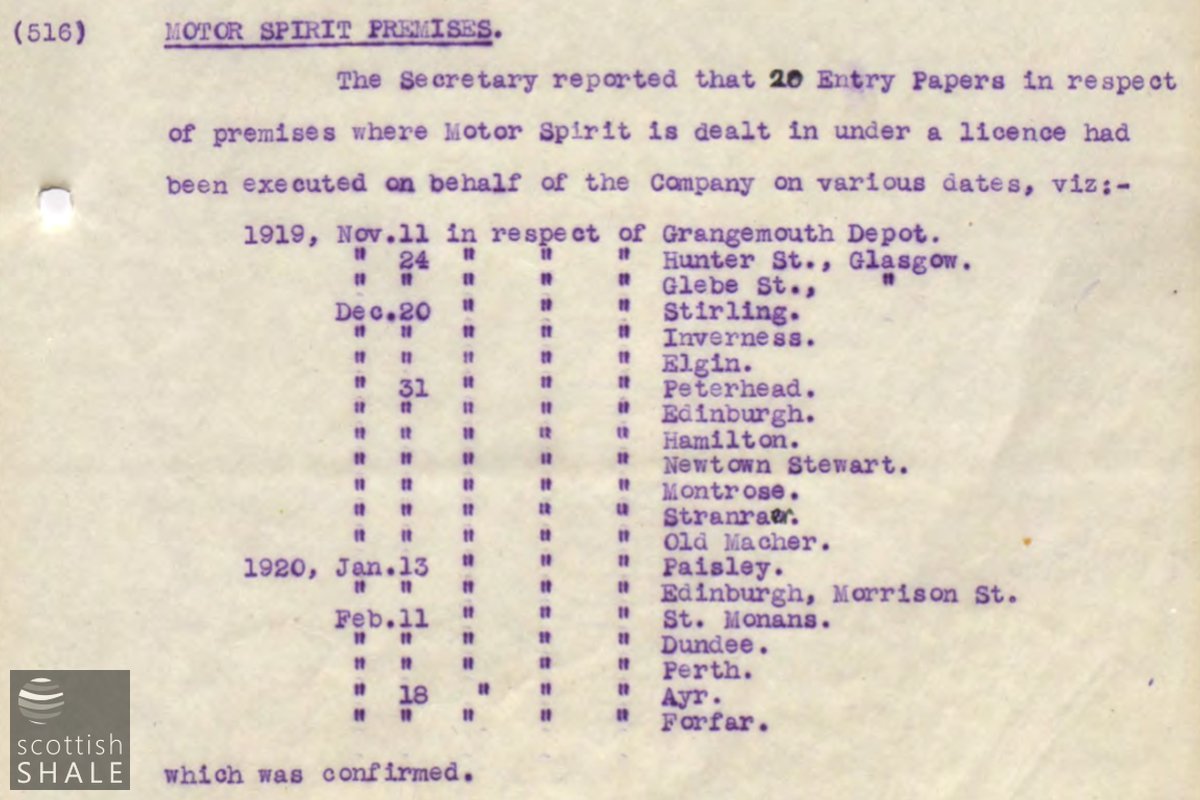 (516) MOTOR SPIRIT PREMISES.
The Secretary reported that 20 Entry Papers in respect
of premises where Motor Spirit is dealt in under a licence had
been executed on behalf of the Company on various dates, viz:-
1919, Nov.11 in respect of Grangemouth Depot.
" 24 " " " Hunter St., Glasgow.
" " " " " Glebe St., "
Dec.20 " " " Stirling.
" " " " " Inverness.
" " " " " Elgin.
" 31 " " " Peterhead.
" " " " " Edinburgh.
" " " " " Hamilton.
" " " " " Newtown Stewart.
" " " " " Montrose.
" " " " " Stranraer.
" " " " " Old Macher.
1920, Jan.13 " " " Paisley.
" " " " " Edinburgh, Morrison St.
Feb.11 " " " St. Monans.
" " " " " Dundee.
" " " " " Perth.
" 18 " " " Ayr.
" " " " " Forfar.
which was confirmed.
scottish
SHALE